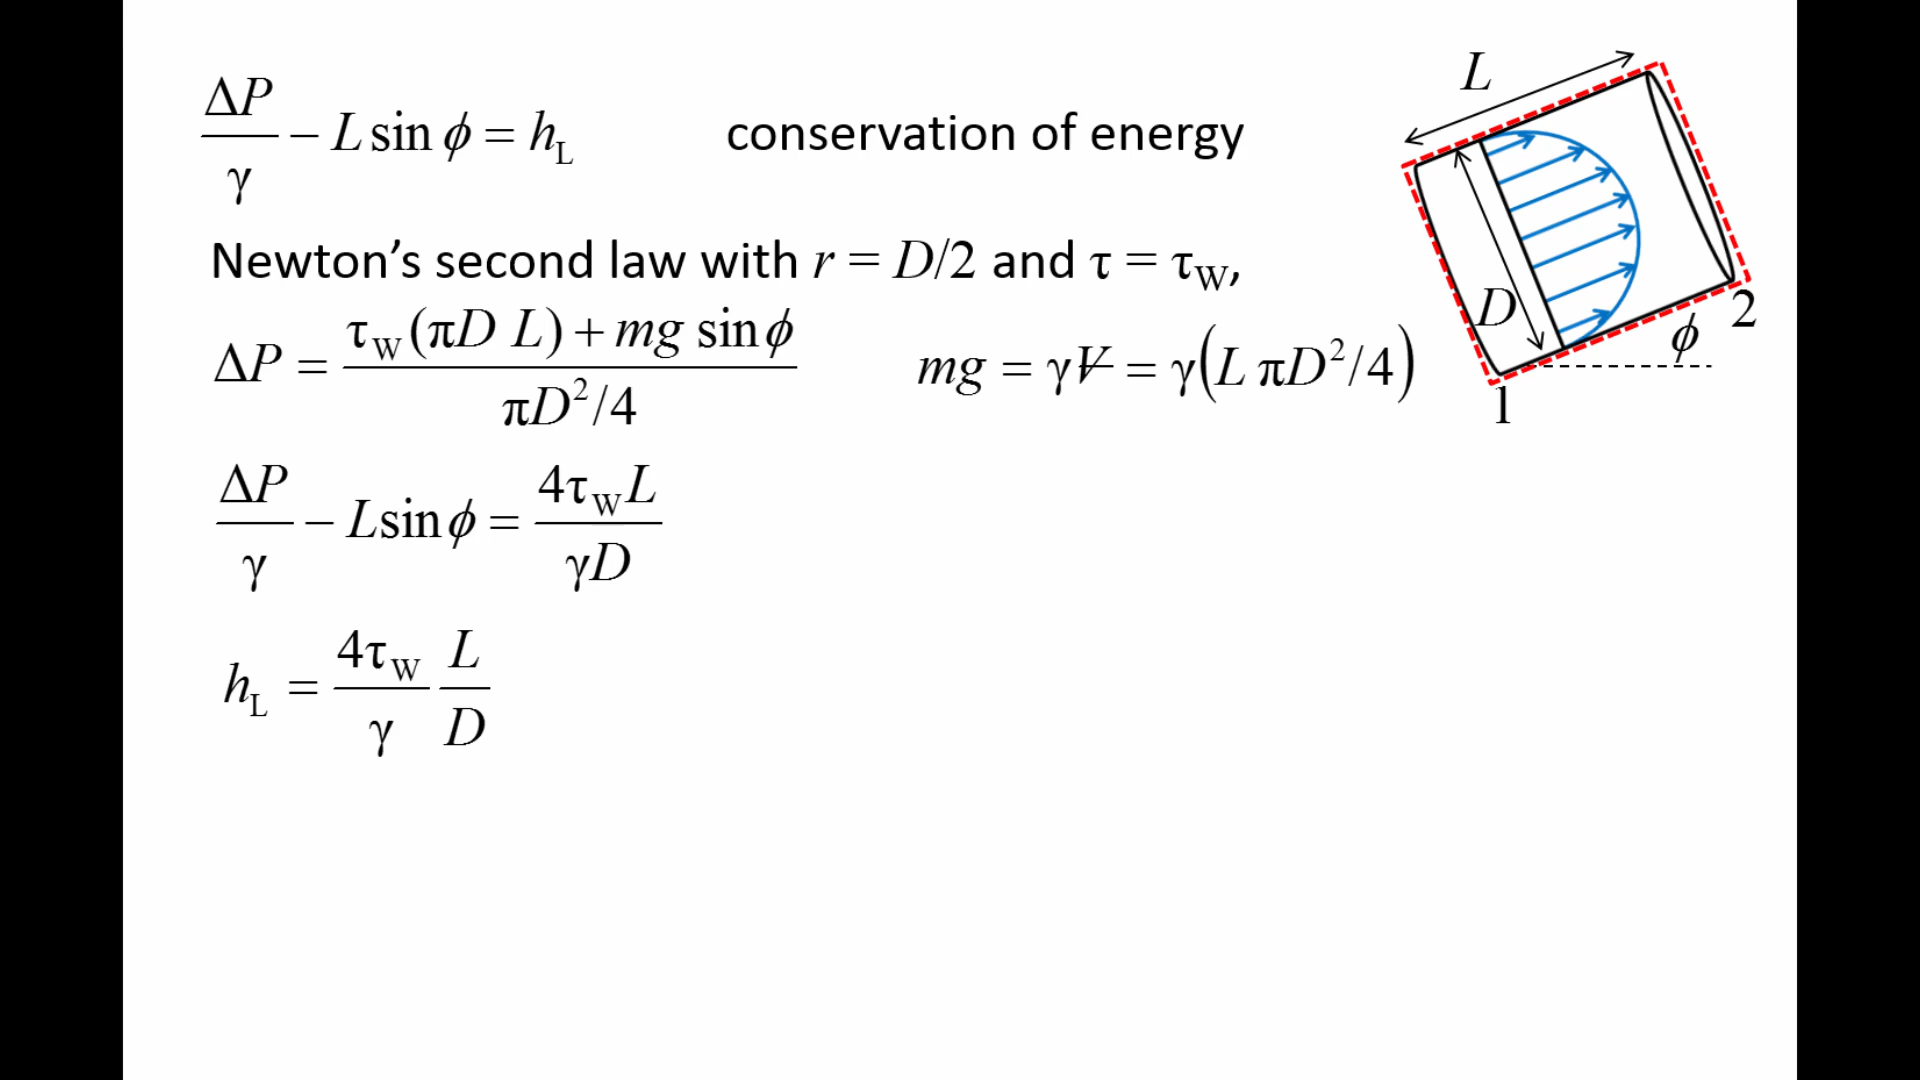 ΔP/γ − L sin ϕ = h_L conservation of energy
Newton’s second law with r = D/2 and τ = τ_W,
ΔP = (τ_W (πD L) + mg sin ϕ) / (πD²/4) mg = γV̶ = γ(L πD²/4)
ΔP/γ − L sin ϕ = 4τ_W L / γD
h_L = 4τ_W/γ L/D
L
D
ϕ
2
1